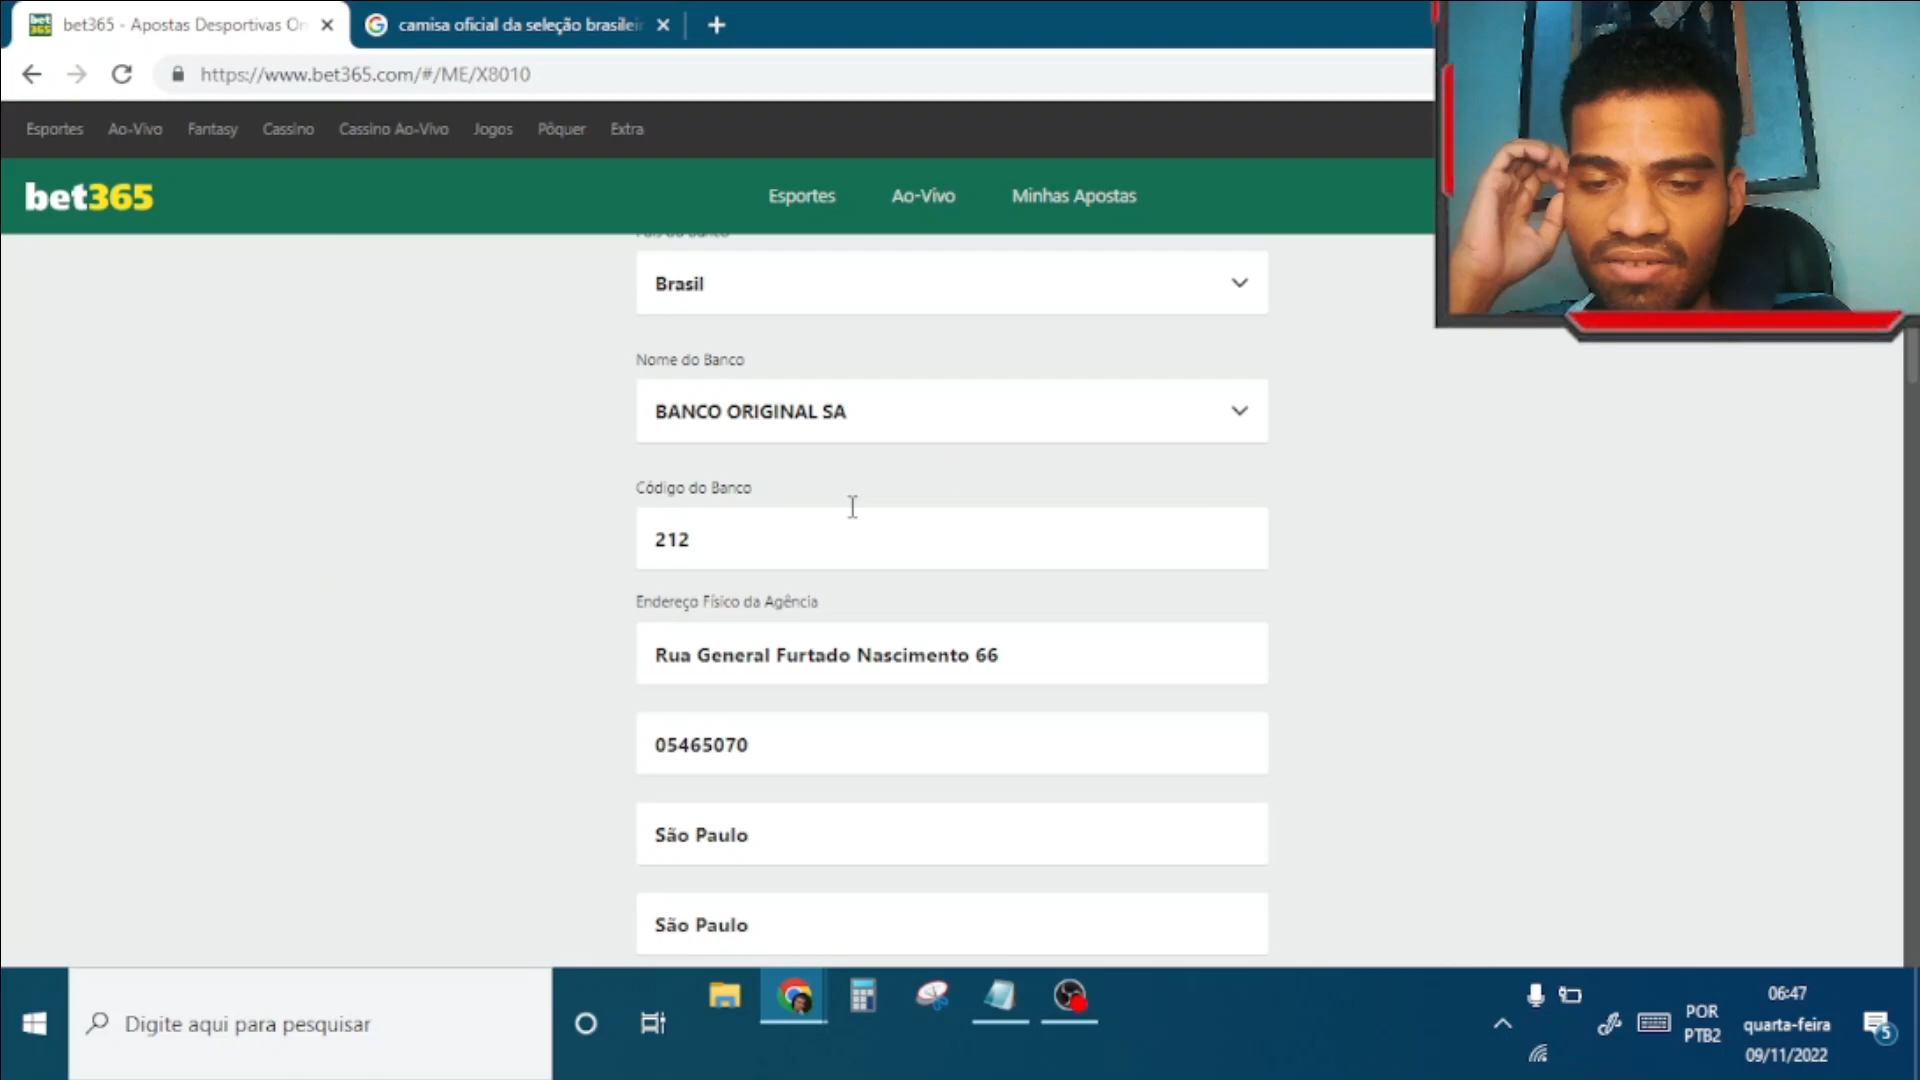 bet365 - Apostas Desportivas On
camisa oficial da seleção brasilei
https://www.bet365.com/#/ME/X8010
Esportes Ao-Vivo Fantasy Cassino Cassino Ao-Vivo Jogos Pôquer Extra
bet365
Esportes Ao-Vivo Minhas Apostas
Brasil
Nome do Banco
BANCO ORIGINAL SA
Código do Banco
212
Endereço Físico da Agência
Rua General Furtado Nascimento 66
05465070
São Paulo
São Paulo
Digite aqui para pesquisar
POR
PTB2
06:47
quarta-feira
09/11/2022
5